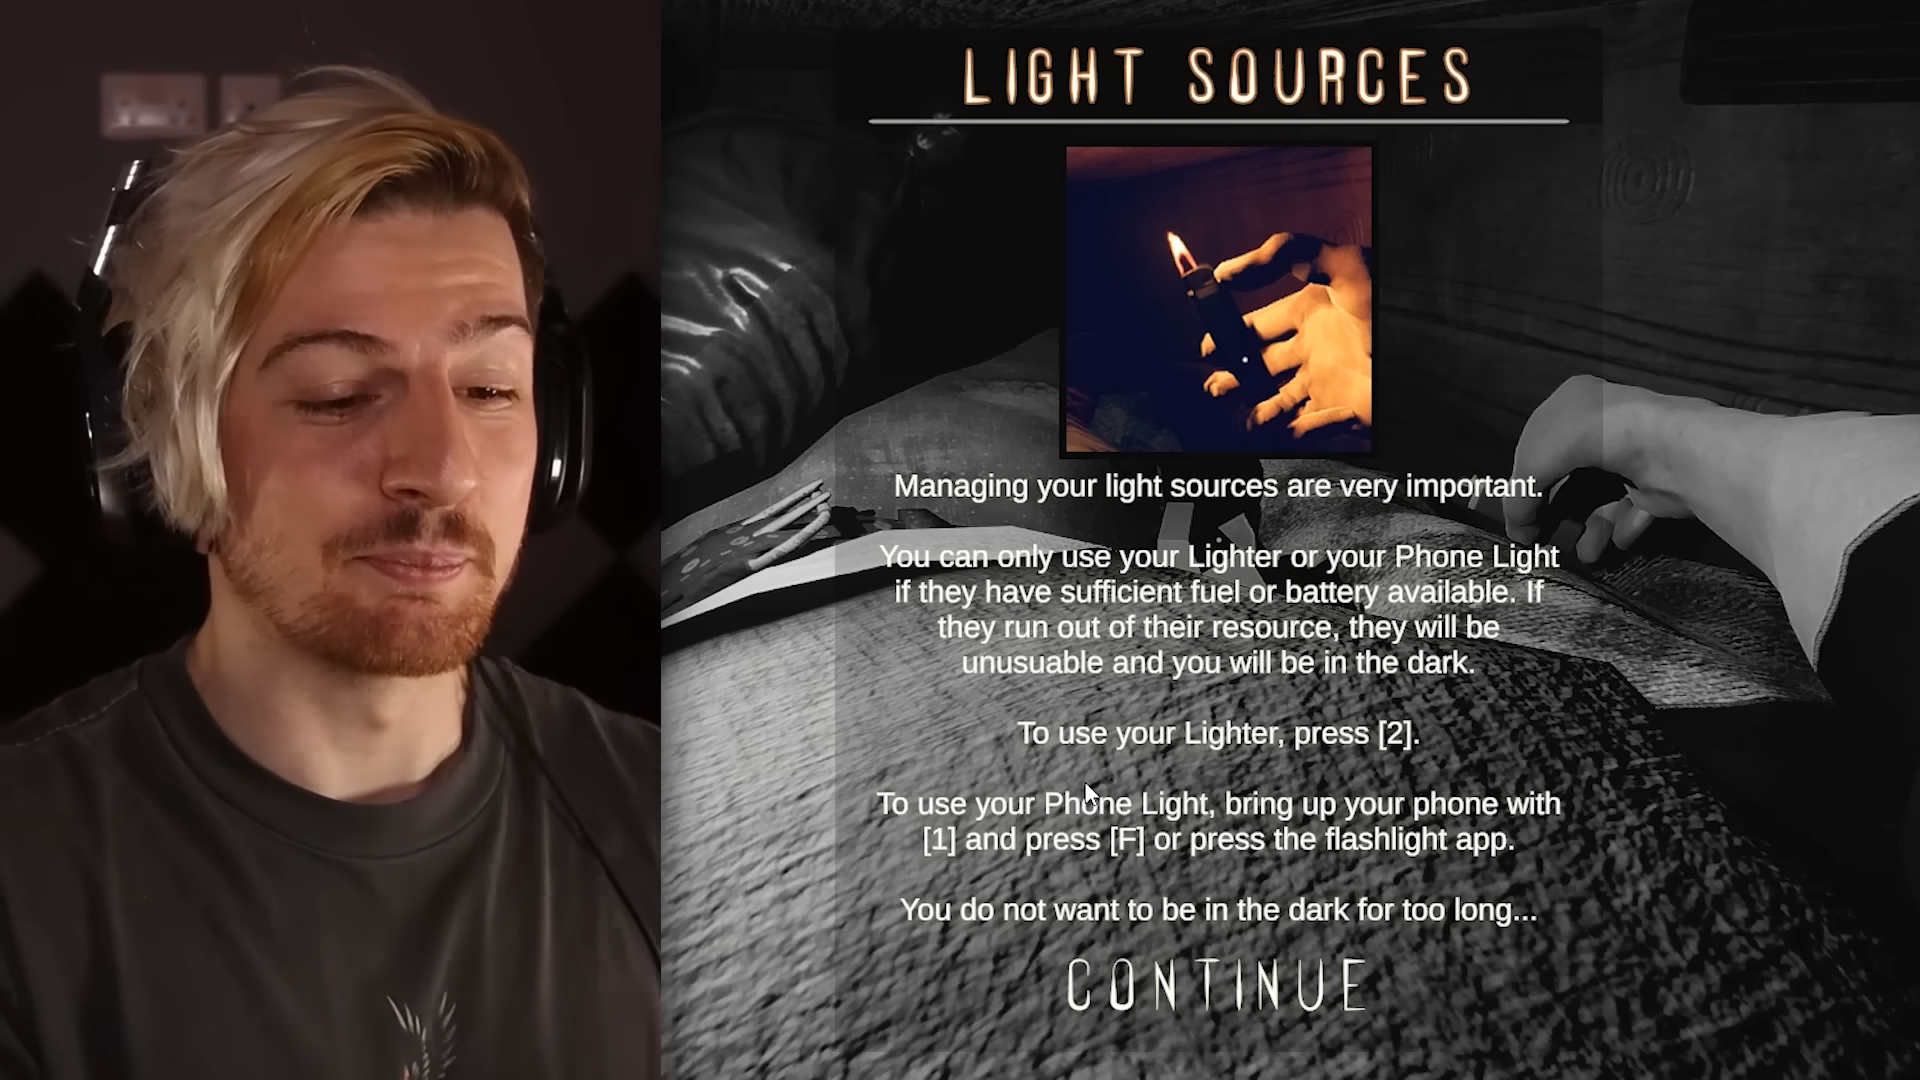 LIGHT SOURCES
Managing your light sources are very important.
You can only use your Lighter or your Phone Light
if they have sufficient fuel or battery available. If
they run out of their resource, they will be
unusuable and you will be in the dark.
To use your Lighter, press [2].
To use your Phone Light, bring up your phone with
[1] and press [F] or press the flashlight app.
You do not want to be in the dark for too long...
CONTINUE